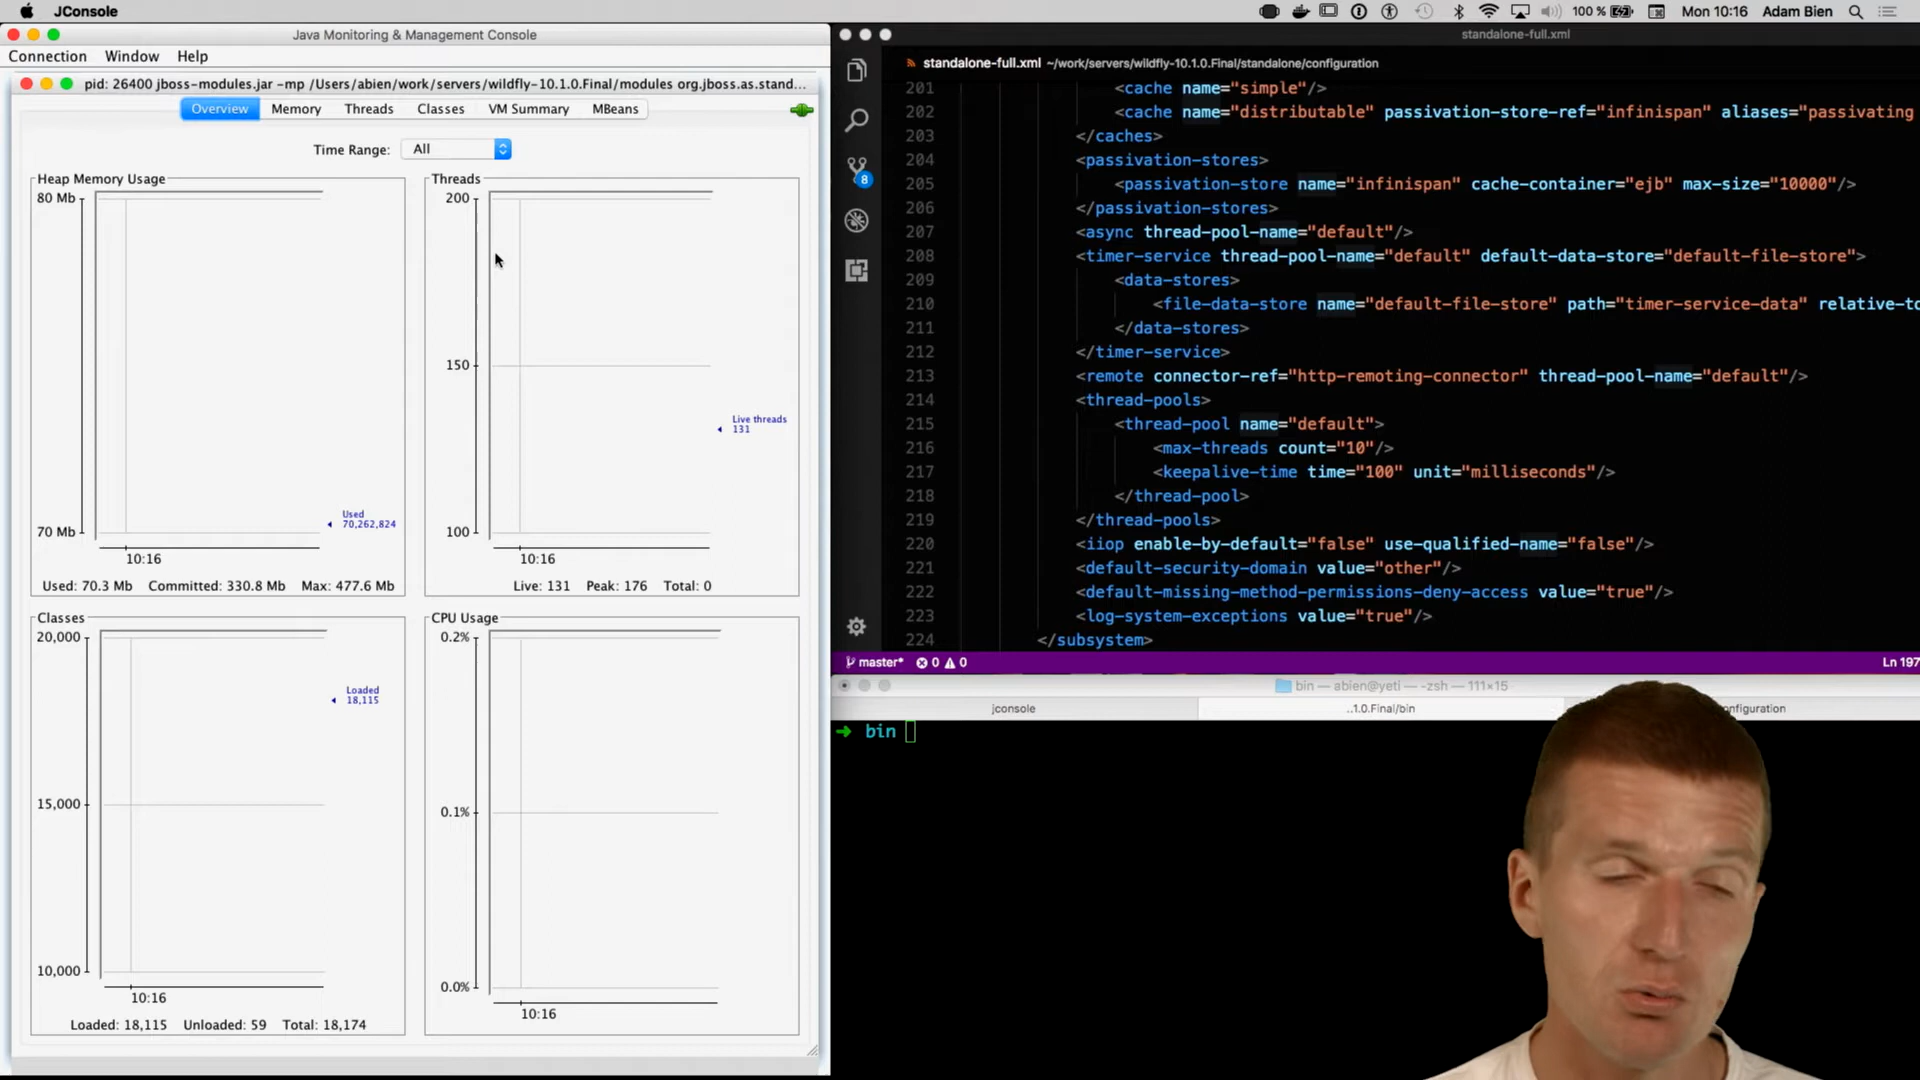 JConsole
100 %
Mon 10:16
Adam Bien
Java Monitoring & Management Console
Connection
Window
Help
pid: 26400 jboss-modules.jar -mp /Users/abien/work/servers/wildfly-10.1.0.Final/modules org.jboss.as.stand...
Overview
Memory
Threads
Classes
VM Summary
MBeans
Time Range:
All
Heap Memory Usage
80 Mb
70 Mb
Used
70,262,824
10:16
Used: 70.3 Mb
Committed: 330.8 Mb
Max: 477.6 Mb
Threads
200
150
100
Live threads
131
10:16
Live: 131
Peak: 176
Total: 0
Classes
20,000
15,000
10,000
Loaded
18,115
10:16
Loaded: 18,115
Unloaded: 59
Total: 18,174
CPU Usage
0.2%
0.1%
0.0%
10:16
standalone-full.xml
standalone-full.xml ~/work/servers/wildfly-10.1.0.Final/standalone/configuration
8
201 <cache name="simple"/>
202 <cache name="distributable" passivation-store-ref="infinispan" aliases="passivating
203 </caches>
204 <passivation-stores>
205 <passivation-store name="infinispan" cache-container="ejb" max-size="10000"/>
206 </passivation-stores>
207 <async thread-pool-name="default"/>
208 <timer-service thread-pool-name="default" default-data-store="default-file-store">
209 <data-stores>
210 <file-data-store name="default-file-store" path="timer-service-data" relative-to
211 </data-stores>
212 </timer-service>
213 <remote connector-ref="http-remoting-connector" thread-pool-name="default"/>
214 <thread-pools>
215 <thread-pool name="default">
216 <max-threads count="10"/>
217 <keepalive-time time="100" unit="milliseconds"/>
218 </thread-pool>
219 </thread-pools>
220 <iiop enable-by-default="false" use-qualified-name="false"/>
221 <default-security-domain value="other"/>
222 <default-missing-method-permissions-deny-access value="true"/>
223 <log-system-exceptions value="true"/>
224 </subsystem>
master* 0 0
Ln 197
bin — abien@yeti — -zsh — 111×15
jconsole
..1.0.Final/bin
onfiguration
➜ bin